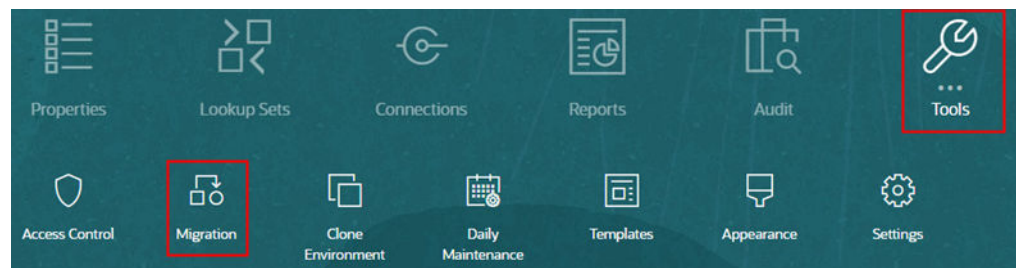 Properties
Lookup Sets
Connections
Reports
Audit
Tools
Access Control
Migration
Clone
Environment
Daily
Maintenance
Templates
Appearance
Settings